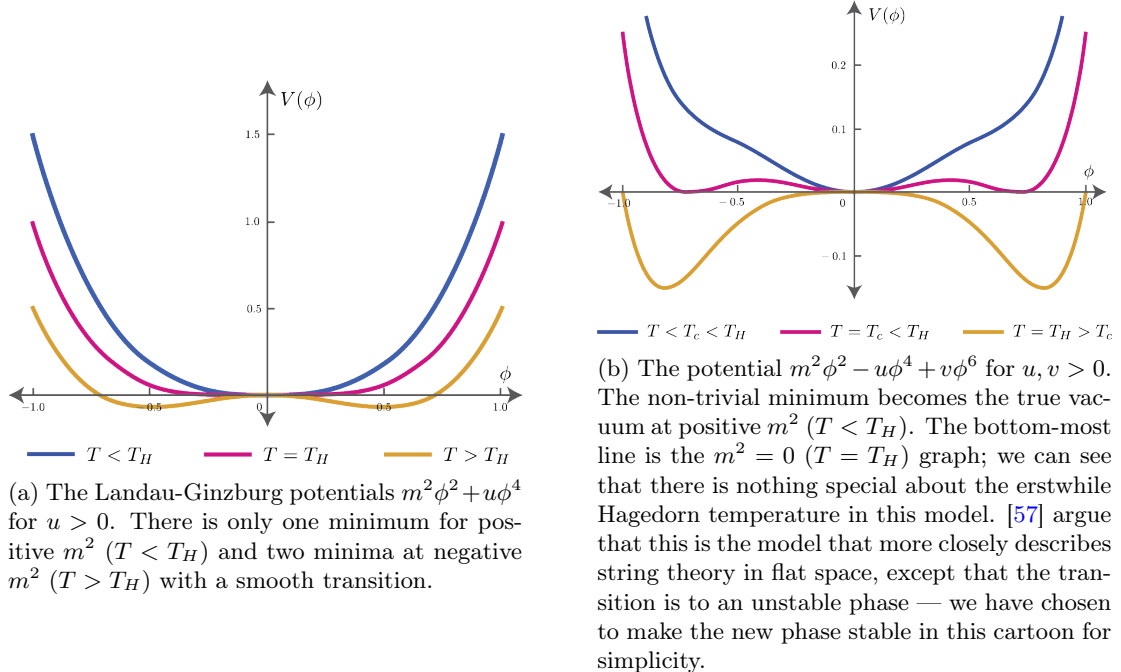 V(ϕ)
1.5
1.0
0.5
ϕ
−1.0
−0.5
0
0.5
1.0
T < T_H
T = T_H
T > T_H
(a) The Landau-Ginzburg potentials m²ϕ²+uϕ⁴
for u > 0. There is only one minimum for pos-
itive m² (T < T_H) and two minima at negative
m² (T > T_H) with a smooth transition.
V(ϕ)
0.2
0.1
ϕ
−1.0
−0.5
0
0.5
1.0
−0.1
T < T_c < T_H
T = T_c < T_H
T = T_H > T_c
(b) The potential m²ϕ² − uϕ⁴ + vϕ⁶ for u, v > 0.
The non-trivial minimum becomes the true vac-
uum at positive m² (T < T_H). The bottom-most
line is the m² = 0 (T = T_H) graph; we can see
that there is nothing special about the erstwhile
Hagedorn temperature in this model. [57] argue
that this is the model that more closely describes
string theory in flat space, except that the tran-
sition is to an unstable phase — we have chosen
to make the new phase stable in this cartoon for
simplicity.